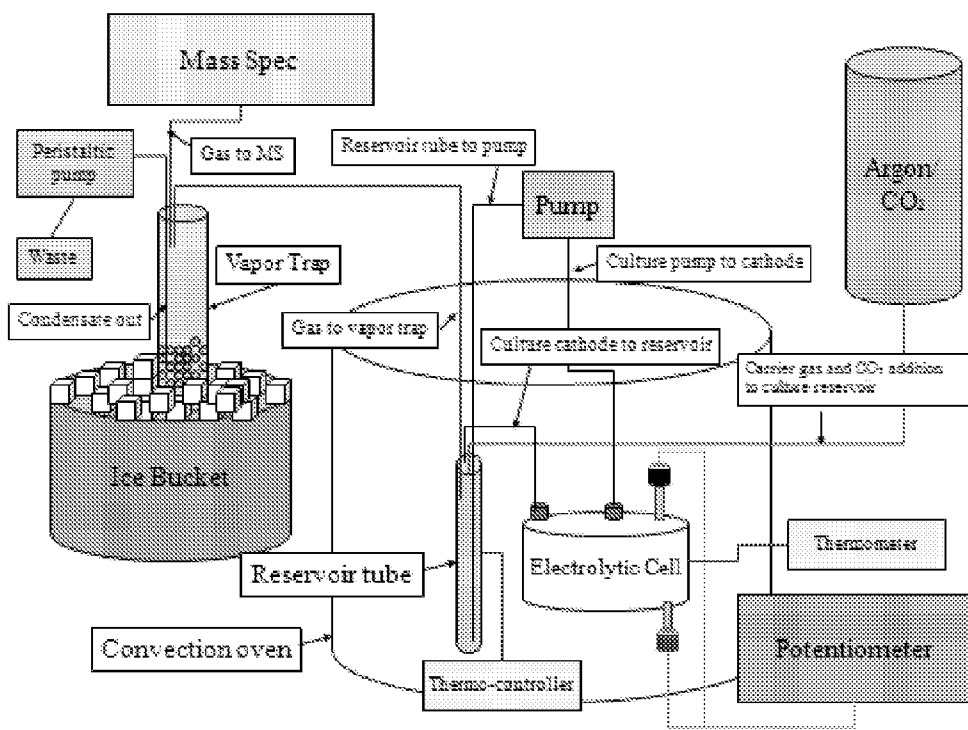 Mass Spec
Peristaltic
pump
Gas to MS
Reservoir tube to pump
Argon/
CO₂
Pump
Waste
Vapor Trap
Culture pump to cathode
Condensate out
Gas to vapor trap
Culture cathode to reservoir
Carrier gas and CO₂ addition
to culture reservoir
Ice Bucket
Thermometer
Electrolytic Cell
Reservoir tube
Convection oven
Potentiometer
Thermo-controller